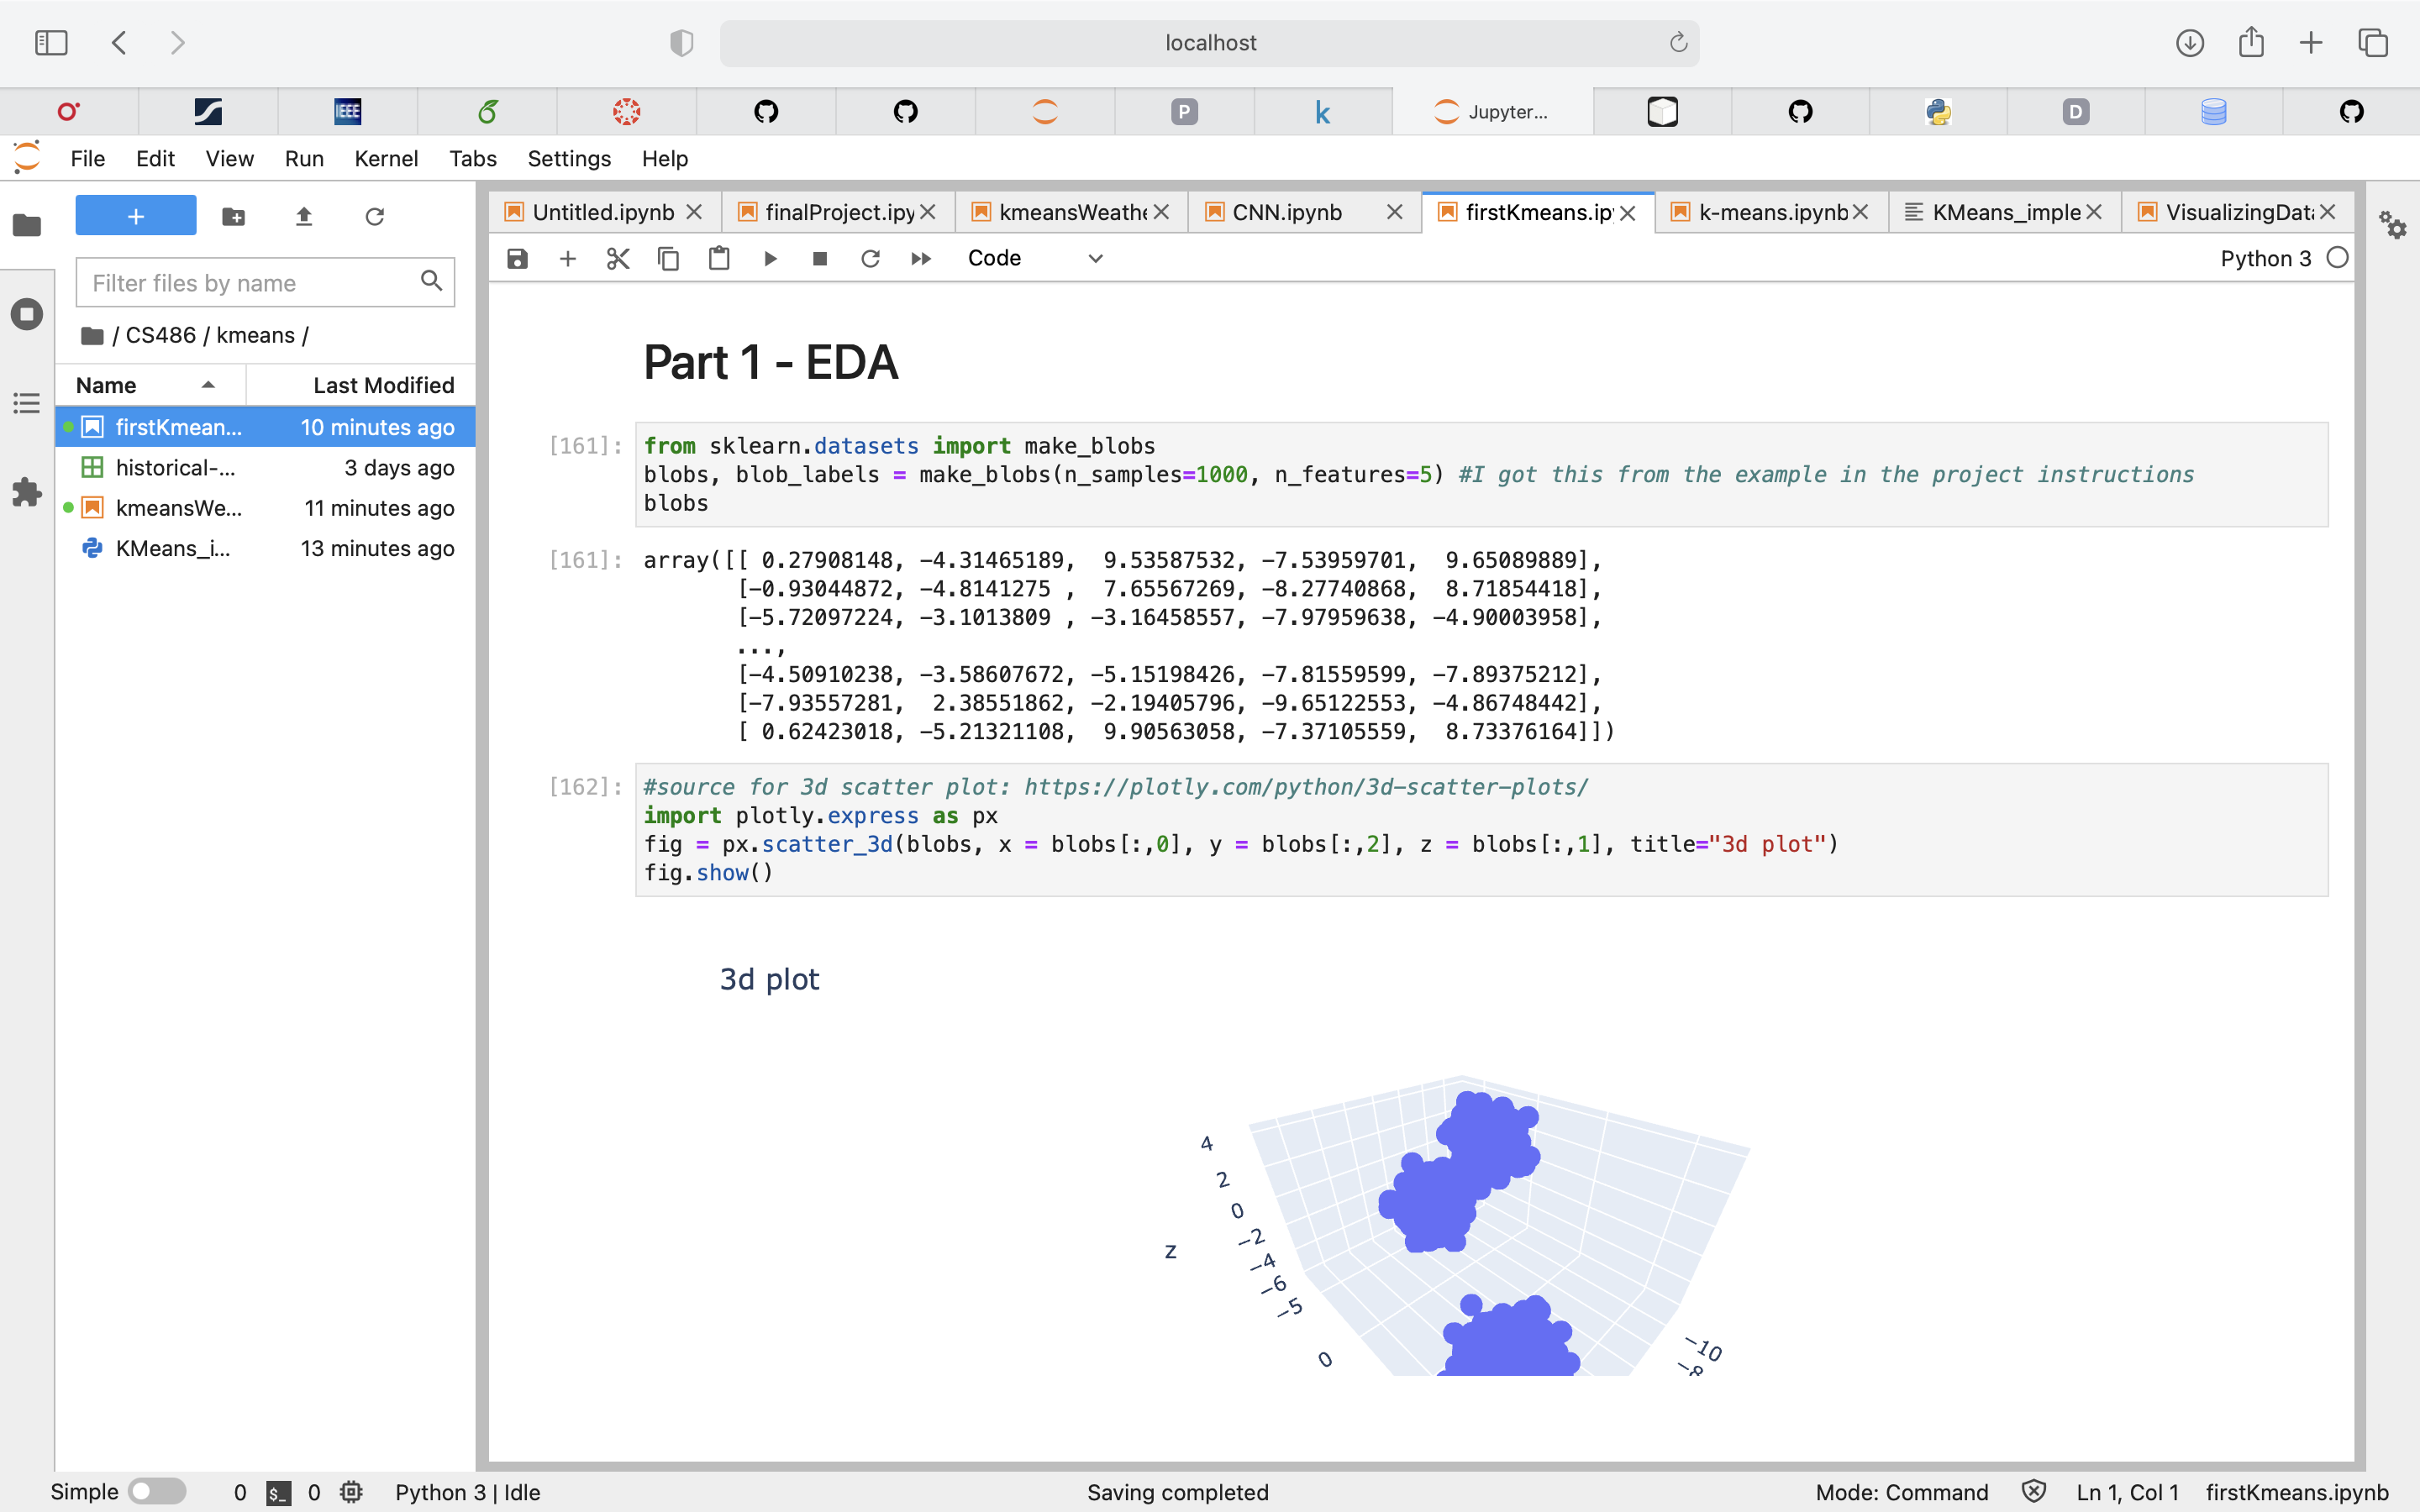 localhost
IEEE
P
k
Jupyter...
D
File Edit View Run Kernel Tabs Settings Help
Untitled.ipynb
finalProject.ipy
kmeansWeathe
CNN.ipynb
firstKmeans.ip
k-means.ipynb
KMeans_imple
VisualizingData
Code
Python 3
Filter files by name
/ CS486 / kmeans /
Name Last Modified
firstKmean... 10 minutes ago
historical-... 3 days ago
kmeansWe... 11 minutes ago
KMeans_i... 13 minutes ago
Part 1 - EDA
[161]: from sklearn.datasets import make_blobs
blobs, blob_labels = make_blobs(n_samples=1000, n_features=5) #I got this from the example in the project instructions
blobs
[161]: array([[ 0.27908148, -4.31465189, 9.53587532, -7.53959701, 9.65089889],
[-0.93044872, -4.8141275 , 7.65567269, -8.27740868, 8.71854418],
[-5.72097224, -3.1013809 , -3.16458557, -7.97959638, -4.90003958],
...,
[-4.50910238, -3.58607672, -5.15198426, -7.81559599, -7.89375212],
[-7.93557281, 2.38551862, -2.19405796, -9.65122553, -4.86748442],
[ 0.62423018, -5.21321108, 9.90563058, -7.37105559, 8.73376164]])
[162]: #source for 3d scatter plot: https://plotly.com/python/3d-scatter-plots/
import plotly.express as px
fig = px.scatter_3d(blobs, x = blobs[:,0], y = blobs[:,2], z = blobs[:,1], title="3d plot")
fig.show()
3d plot
4
2
0
−2
−4
−6
z
−5
0
−10
−8
Simple 0 $_ 0 Python 3 | Idle Saving completed Mode: Command Ln 1, Col 1 firstKmeans.ipynb